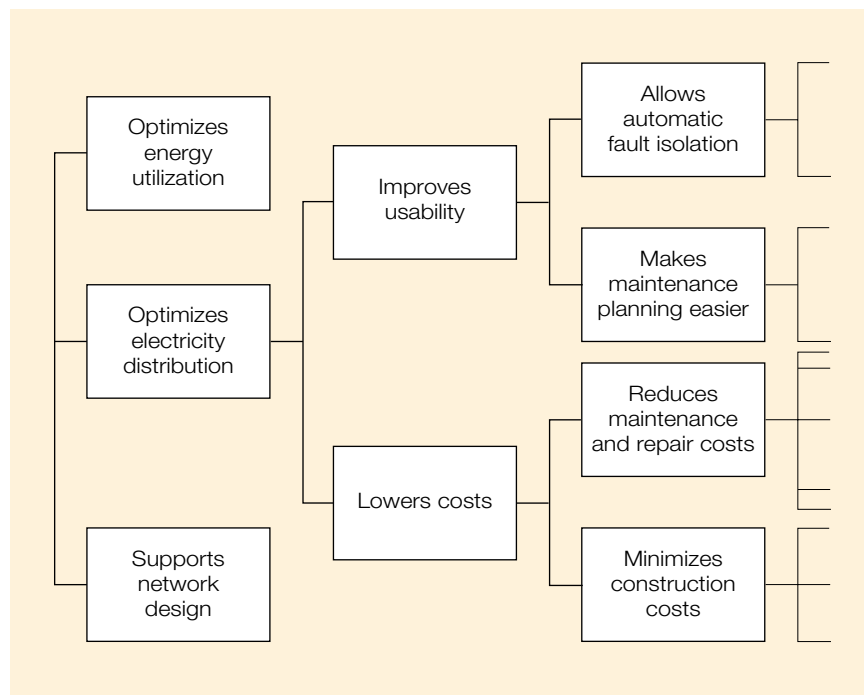 Optimizes
energy
utilization
Optimizes
electricity
distribution
Supports
network
design
Improves
usability
Lowers costs
Allows
automatic
fault isolation
Makes
maintenance
planning easier
Reduces
maintenance
and repair costs
Minimizes
construction
costs